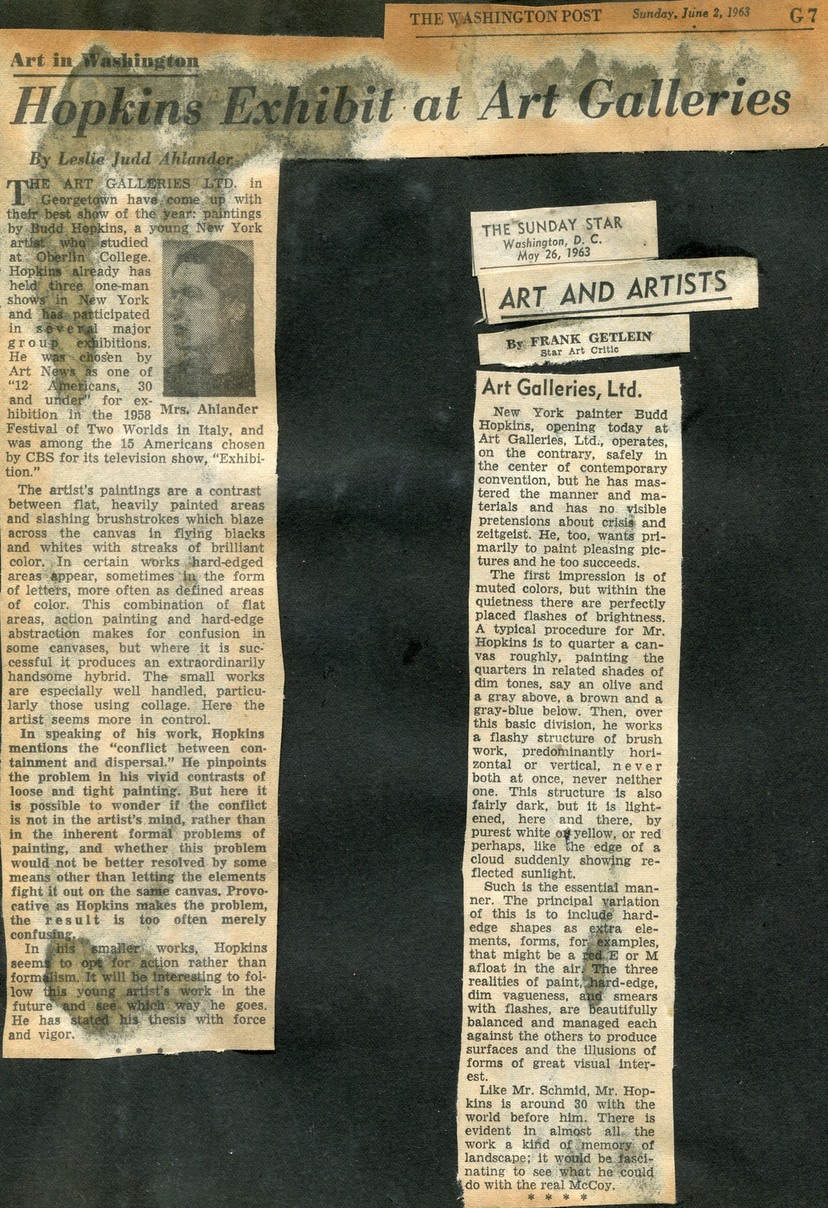 THE WASHINGTON POST Sunday, June 2, 1963 G 7
Art in Washington
Hopkins Exhibit at Art Galleries
By Leslie Judd Ahlander
THE ART GALLERIES LTD. in
Georgetown have come up with
their best show of the year: paintings
by Budd Hopkins, a young New York
artist who studied
at Oberlin College.
Hopkins already has
held three one-man
shows in New York
and has participated
in several major
group exhibitions.
He was chosen by
Art News as one of
"12 Americans, 30
and under" for ex-
hibition in the 1958
Mrs. Ahlander
Festival of Two Worlds in Italy, and
was among the 15 Americans chosen
by CBS for its television show, "Exhibi-
tion."
The artist's paintings are a contrast
between flat, heavily painted areas
and slashing brushstrokes which blaze
across the canvas in flying blacks
and whites with streaks of brilliant
color. In certain works hard-edged
areas appear, sometimes in the form
of letters, more often as defined areas
of color. This combination of flat
areas, action painting and hard-edge
abstraction makes for confusion in
some canvases, but where it is suc-
cessful it produces an extraordinarily
handsome hybrid. The small works
are especially well handled, particu-
larly those using collage. Here the
artist seems more in control.
In speaking of his work, Hopkins
mentions the "conflict between con-
tainment and dispersal." He pinpoints
the problem in his vivid contrasts of
loose and tight painting. But here it
is possible to wonder if the conflict
is not in the artist's mind, rather than
in the inherent formal problems of
painting, and whether this problem
would not be better resolved by some
means other than letting the elements
fight it out on the same canvas. Provo-
cative as Hopkins makes the problem,
the result is too often merely
confusing.
In his smaller works, Hopkins
seems to opt for action rather than
formalism. It will be interesting to fol-
low this young artist's work in the
future and see which way he goes.
He has stated his thesis with force
and vigor.
* * *
THE SUNDAY STAR
Washington, D. C.
May 26, 1963
ART AND ARTISTS
By FRANK GETLEIN
Star Art Critic
Art Galleries, Ltd.
New York painter Budd
Hopkins, opening today at
Art Galleries, Ltd., operates,
on the contrary, safely in
the center of contemporary
convention, but he has mas-
tered the manner and ma-
terials and has no visible
pretensions about crisis and
zeitgeist. He, too, wants pri-
marily to paint pleasing pic-
tures and he too succeeds.
The first impression is of
muted colors, but within the
quietness there are perfectly
placed flashes of brightness.
A typical procedure for Mr.
Hopkins is to quarter a can-
vas roughly, painting the
quarters in related shades of
dim tones, say an olive and
a gray above, a brown and a
gray-blue below. Then, over
this basic division, he works
a flashy structure of brush
work, predominantly hori-
zontal or vertical, never
both at once, never neither
one. This structure is also
fairly dark, but it is light-
ened, here and there, by
purest white or yellow, or red
perhaps, like the edge of a
cloud suddenly showing re-
flected sunlight.
Such is the essential man-
ner. The principal variation
of this is to include hard-
edge shapes as extra ele-
ments, forms, for examples,
that might be a red E or M
afloat in the air. The three
realities of paint, hard-edge,
dim vagueness, and smears
with flashes, are beautifully
balanced and managed each
against the others to produce
surfaces and the illusions of
forms of great visual inter-
est.
Like Mr. Schmid, Mr. Hop-
kins is around 30 with the
world before him. There is
evident in almost all the
work a kind of memory of
landscape; it would be fasci-
nating to see what he could
do with the real McCoy.
* * * *